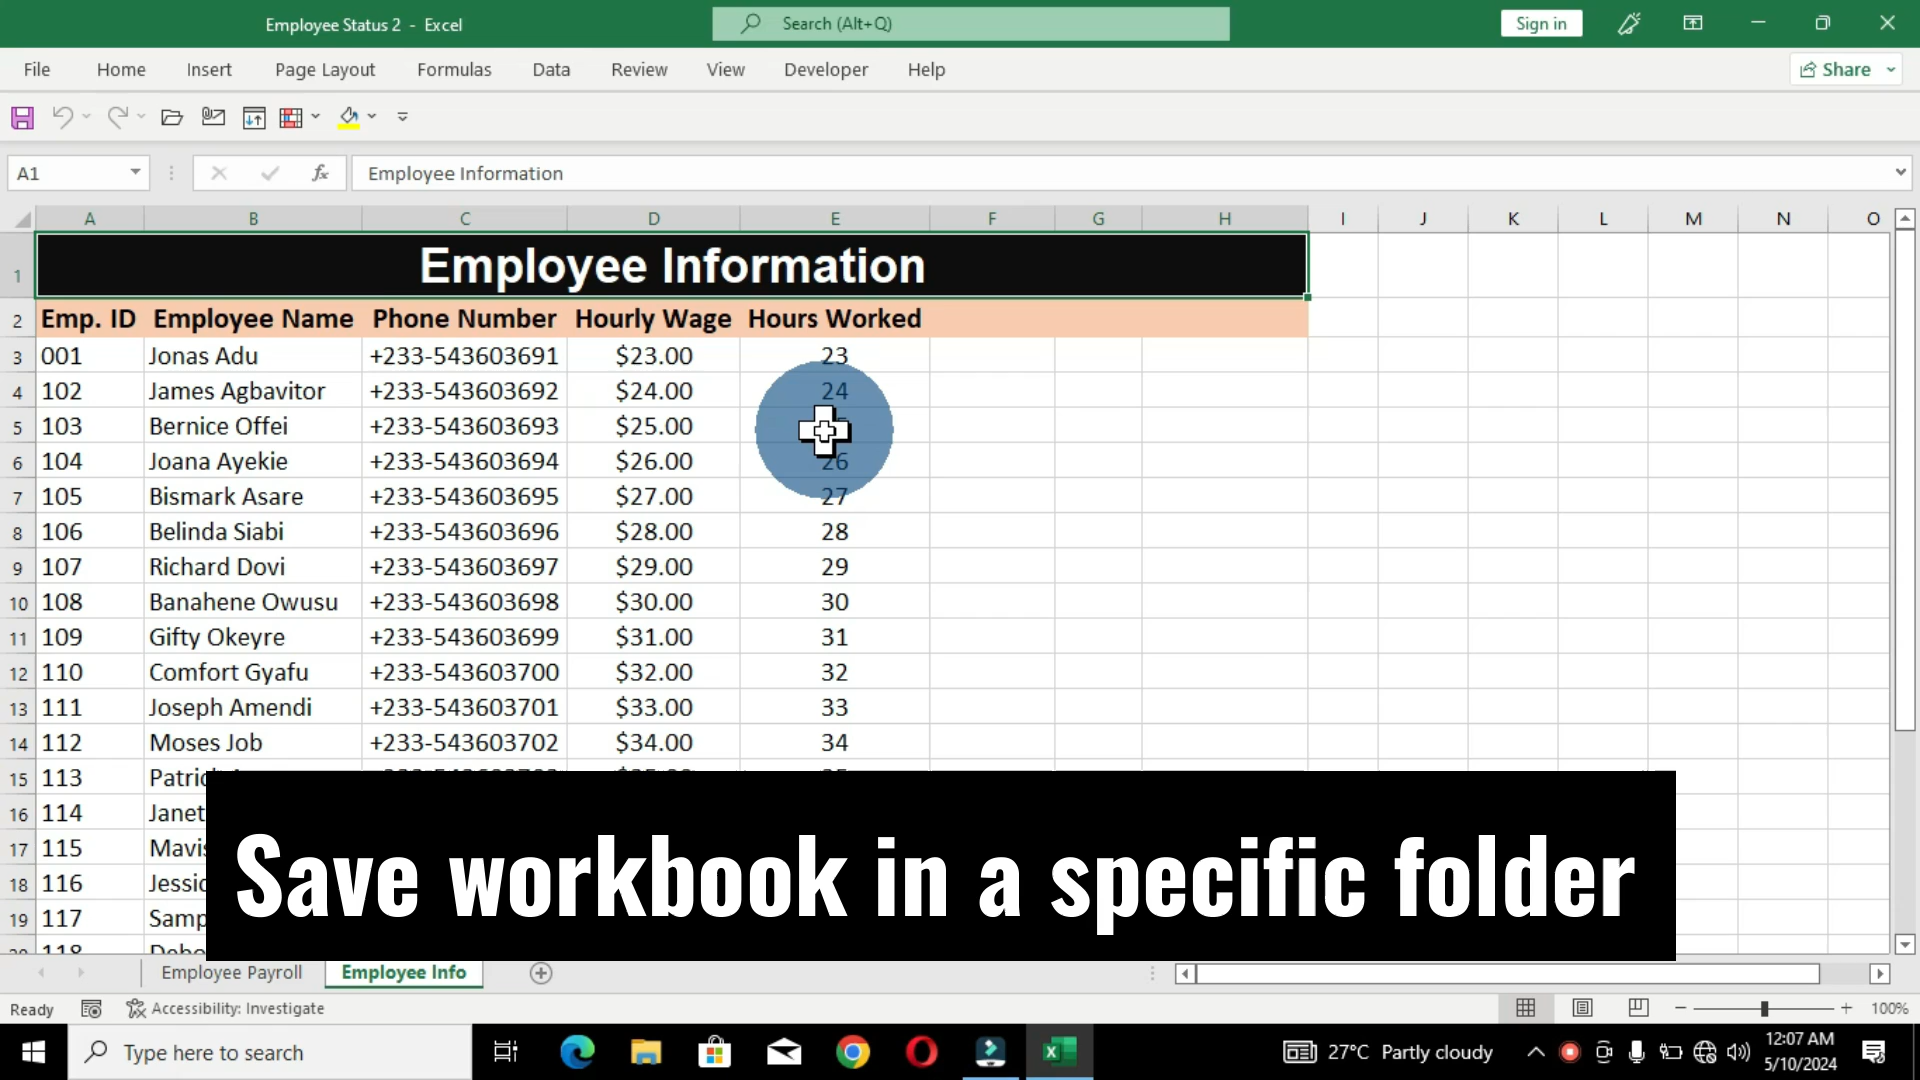 Employee Status 2 - Excel
Search (Alt+Q)
Sign in
File Home Insert Page Layout Formulas Data Review View Developer Help
Share
A1
fx
Employee Information
A B C D E F G H I J K L M N O
1 Employee Information
2 Emp. ID Employee Name Phone Number Hourly Wage Hours Worked
3 001 Jonas Adu +233-543603691 $23.00 23
4 102 James Agbavitor +233-543603692 $24.00 24
5 103 Bernice Offei +233-543603693 $25.00
6 104 Joana Ayekie +233-543603694 $26.00 26
7 105 Bismark Asare +233-543603695 $27.00 27
8 106 Belinda Siabi +233-543603696 $28.00 28
9 107 Richard Dovi +233-543603697 $29.00 29
10 108 Banahene Owusu +233-543603698 $30.00 30
11 109 Gifty Okeyre +233-543603699 $31.00 31
12 110 Comfort Gyafu +233-543603700 $32.00 32
13 111 Joseph Amendi +233-543603701 $33.00 33
14 112 Moses Job +233-543603702 $34.00 34
15 113
16 114 Janet
17 115
18 116
19 117
Save workbook in a specific folder
Employee Payroll Employee Info
Ready
Accessibility: Investigate
100%
Type here to search
27°C Partly cloudy
12:07 AM
5/10/2024